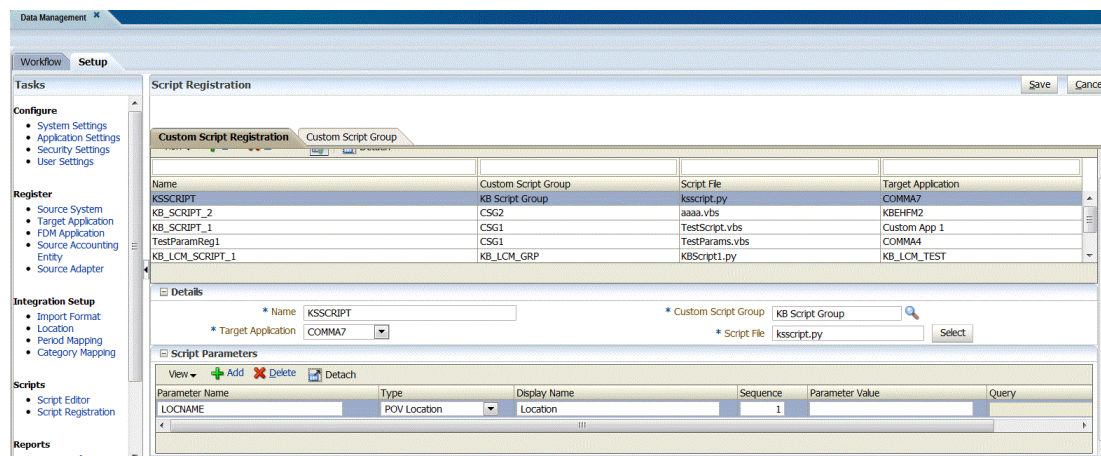 Data Management
Workflow Setup
Tasks
Configure
System Settings
Application Settings
Security Settings
User Settings
Register
Source System
Target Application
FDM Application
Source Accounting
Entity
Source Adapter
Integration Setup
Import Format
Location
Period Mapping
Category Mapping
Scripts
Script Editor
Script Registration
Reports
Script Registration Save Cance
Custom Script Registration Custom Script Group
Detach
Name Custom Script Group Script File Target Application
KSSCRIPT KB Script Group ksscript.py COMMA7
KB_SCRIPT_2 CSG2 aaaa.vbs KBEHFM2
KB_SCRIPT_1 CSG1 TestScript.vbs Custom App 1
TestParamReg1 CSG1 TestParams.vbs COMMA4
KB_LCM_SCRIPT_1 KB_LCM_GRP KBScript1.py KB_LCM_TEST
Details
* Name KSSCRIPT * Custom Script Group KB Script Group
* Target Application COMMA7 * Script File ksscript.py Select
Script Parameters
View Add Delete Detach
Parameter Name Type Display Name Sequence Parameter Value Query
LOCNAME POV Location Location 1